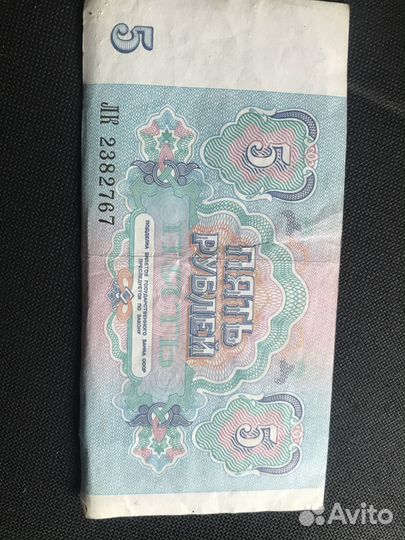 5
ЛК 2382767
5
ПЯТЬ
РУБЛЕЙ
5
ПОДДЕЛКА БИЛЕТОВ ГОСУДАРСТВЕННОГО БАНКА СССР
ПРЕСЛЕДУЕТСЯ ПО ЗАКОНУ
Avito